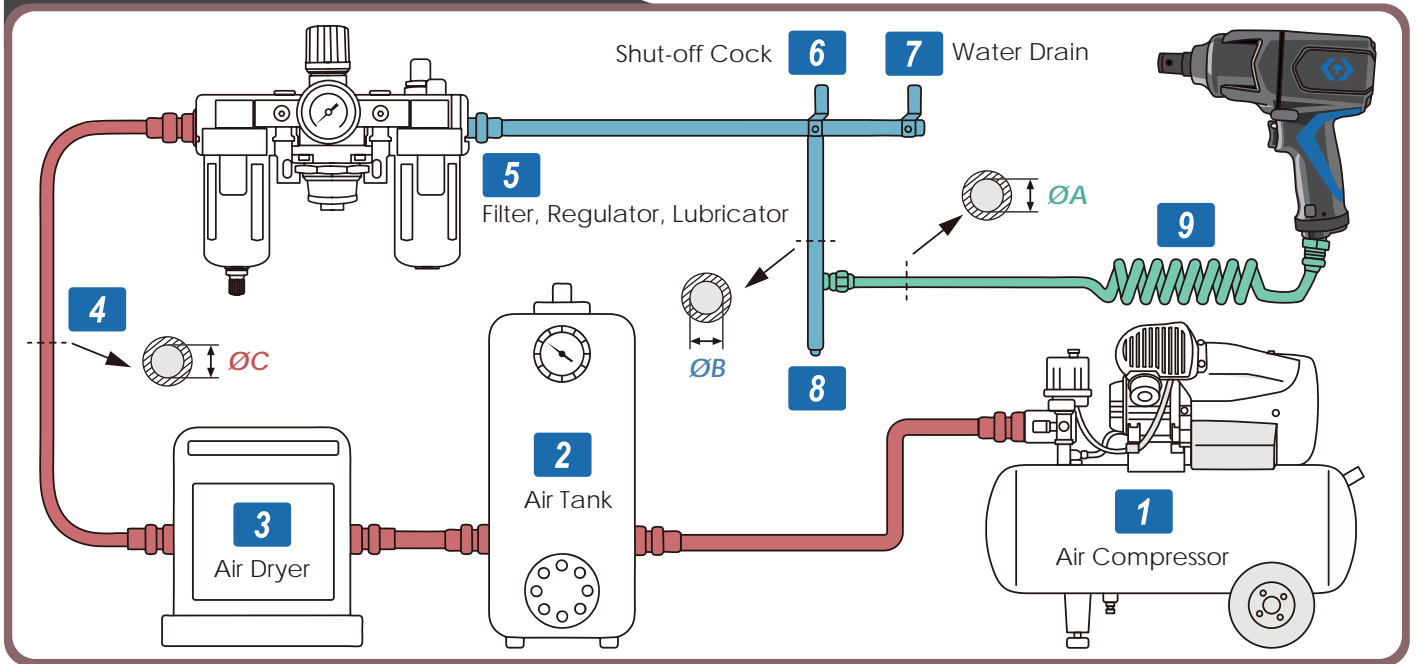 Shut-off Cock
6
7
Water Drain
5
Filter, Regulator, Lubricator
ØA
9
4
ØC
ØB
8
2
Air Tank
3
Air Dryer
1
Air Compressor